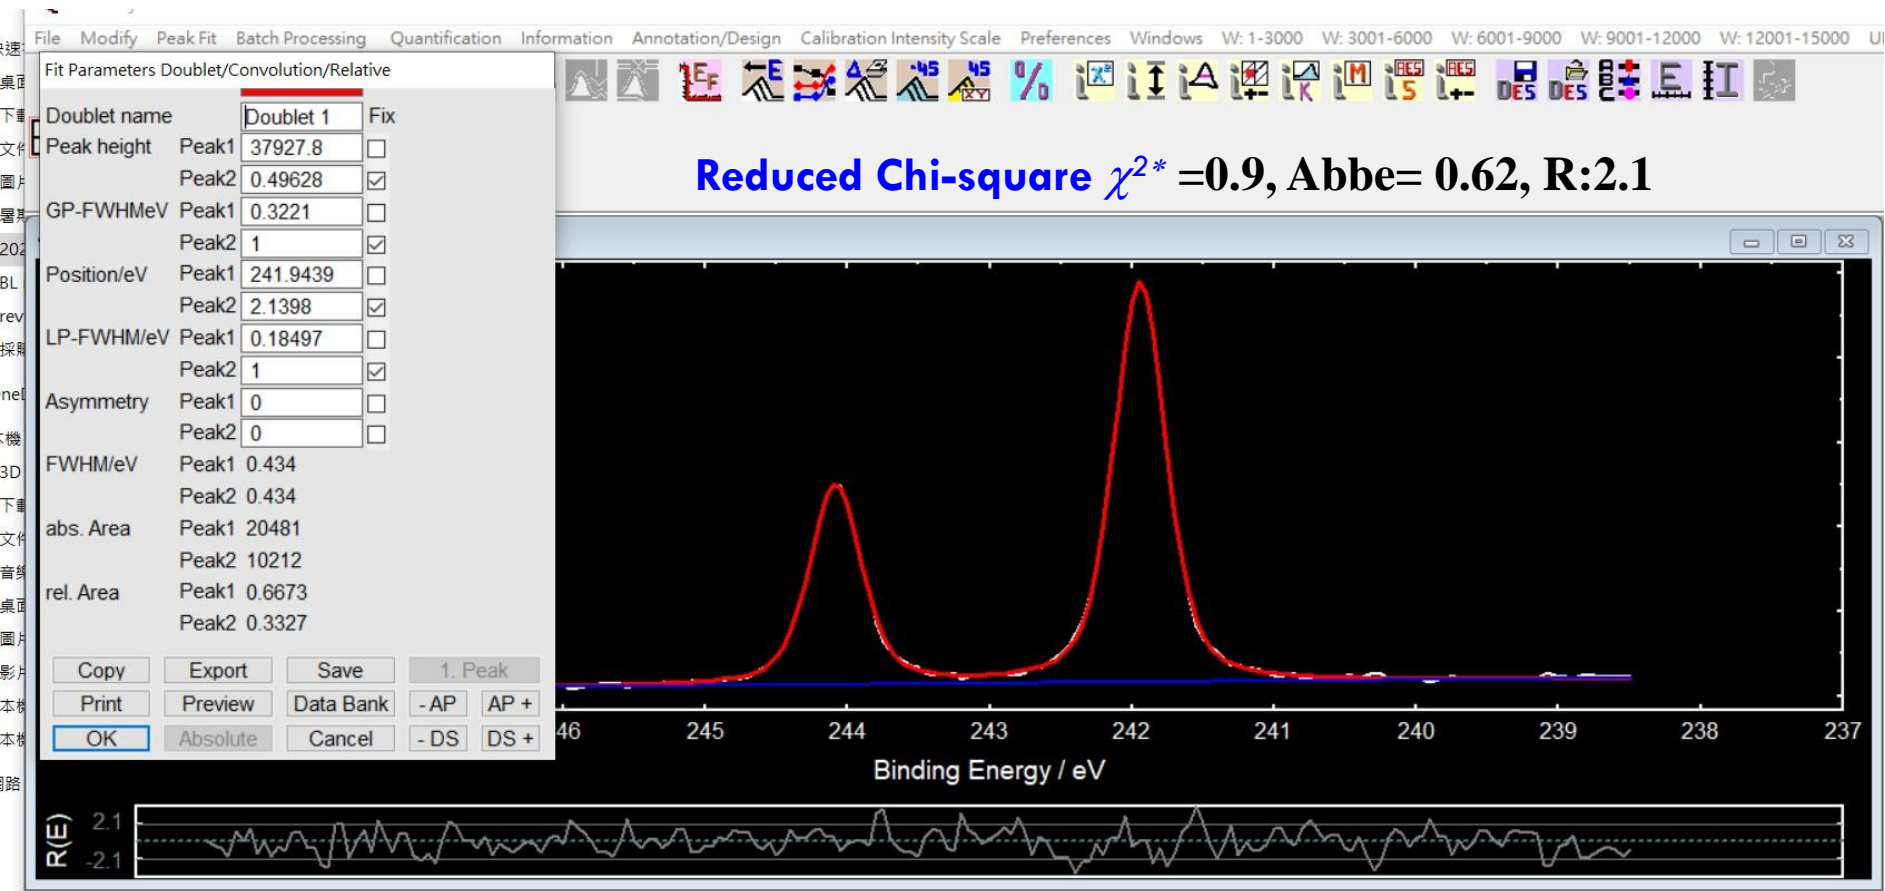 File Modify Peak Fit Batch Processing Quantification Information Annotation/Design Calibration Intensity Scale Preferences Windows W: 1-3000 W: 3001-6000 W: 6001-9000 W: 9001-12000 W: 12001-15000
Fit Parameters Doublet/Convolution/Relative
Doublet name Doublet 1 Fix
Peak height Peak1 37927.8
Peak2 0.49628
GP-FWHMeV Peak1 0.3221
Peak2 1
Position/eV Peak1 241.9439
Peak2 2.1398
LP-FWHM/eV Peak1 0.18497
Peak2 1
Asymmetry Peak1 0
Peak2 0
FWHM/eV Peak1 0.434
Peak2 0.434
abs. Area Peak1 20481
Peak2 10212
rel. Area Peak1 0.6673
Peak2 0.3327
Copy Export Save 1. Peak
Print Preview Data Bank - AP AP +
OK Absolute Cancel - DS DS +
Reduced Chi-square χ²* =0.9, Abbe= 0.62, R:2.1
46 245 244 243 242 241 240 239 238 237
Binding Energy / eV
R(E)
2.1
-2.1